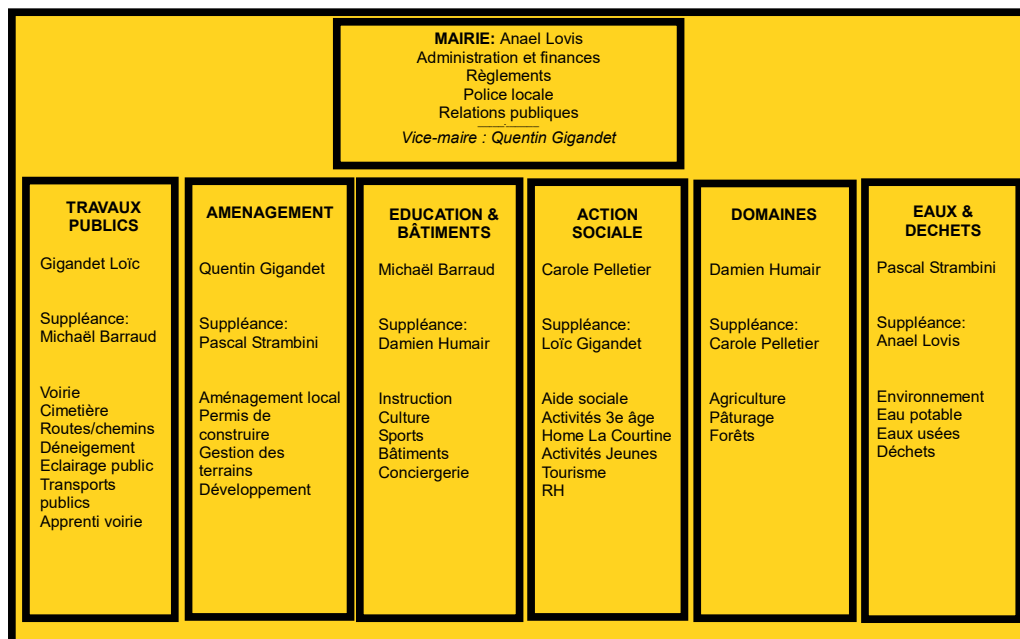 MAIRIE: Anael Lovis
Administration et finances
Règlements
Police locale
Relations publiques
Vice-maire : Quentin Gigandet
TRAVAUX
PUBLICS
Gigandet Loïc
Suppléance:
Michaël Barraud
Voirie
Cimetière
Routes/chemins
Déneigement
Eclairage public
Transports
publics
Apprenti voirie
AMENAGEMENT
Quentin Gigandet
Suppléance:
Pascal Strambini
Aménagement local
Permis de
construire
Gestion des
terrains
Développement
EDUCATION &
BÂTIMENTS
Michaël Barraud
Suppléance:
Damien Humair
Instruction
Culture
Sports
Bâtiments
Conciergerie
ACTION
SOCIALE
Carole Pelletier
Suppléance:
Loïc Gigandet
Aide sociale
Activités 3e âge
Home La Courtine
Activités Jeunes
Tourisme
RH
DOMAINES
Damien Humair
Suppléance:
Carole Pelletier
Agriculture
Pâturage
Forêts
EAUX &
DECHETS
Pascal Strambini
Suppléance:
Anael Lovis
Environnement
Eau potable
Eaux usées
Déchets